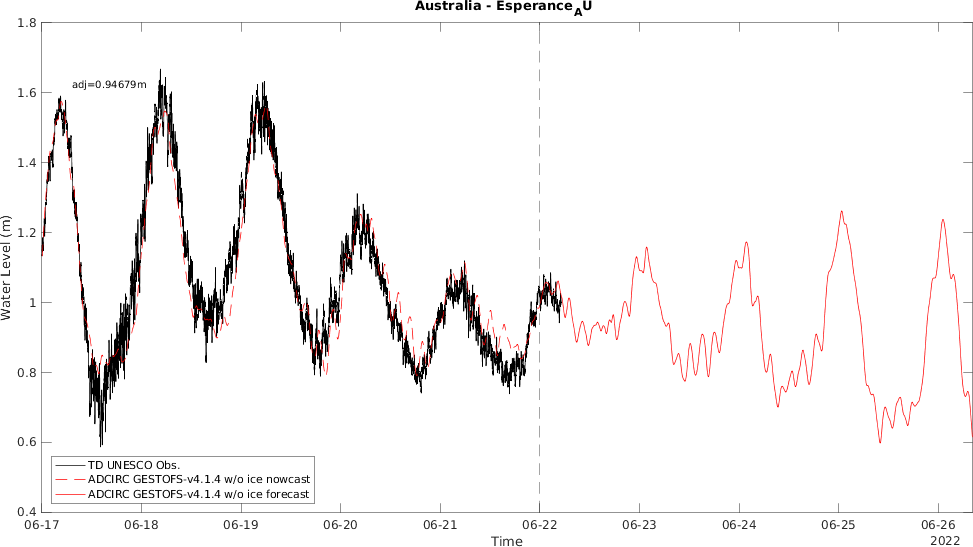 Australia - Esperance_AU
adj=0.94679m
Water Level (m)
1.8
1.6
1.4
1.2
1
0.8
0.6
0.4
TD UNESCO Obs.
ADCIRC GESTOFS-v4.1.4 w/o ice nowcast
ADCIRC GESTOFS-v4.1.4 w/o ice forecast
06-17 06-18 06-19 06-20 06-21 06-22 06-23 06-24 06-25 06-26
Time
2022